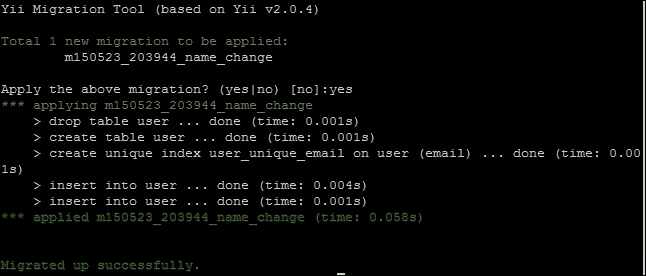 Yii Migration Tool (based on Yii v2.0.4)
Total 1 new migration to be applied:
m150523_203944_name_change
Apply the above migration? (yes|no) [no]:yes
*** applying m150523_203944_name_change
> drop table user ... done (time: 0.001s)
> create table user ... done (time: 0.001s)
> create unique index user_unique_email on user (email) ... done (time: 0.00
1s)
> insert into user ... done (time: 0.004s)
> insert into user ... done (time: 0.001s)
*** applied m150523_203944_name_change (time: 0.058s)
Migrated up successfully.